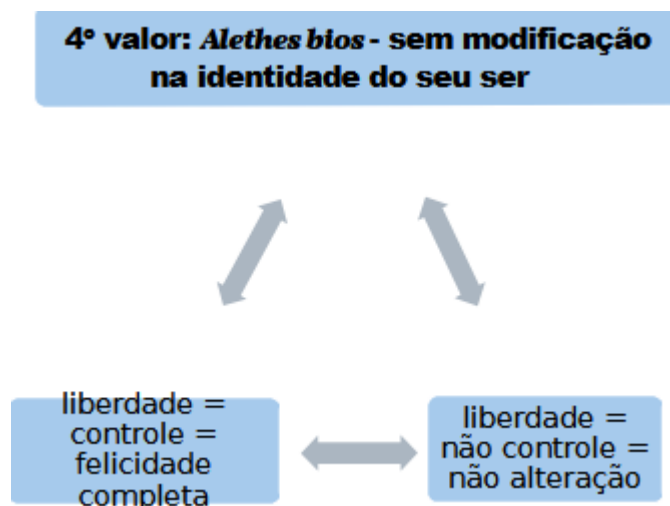 4° valor: Alethes bios - sem modificação
na identidade do seu ser
liberdade =
controle =
felicidade
completa
liberdade =
não controle =
não alteração